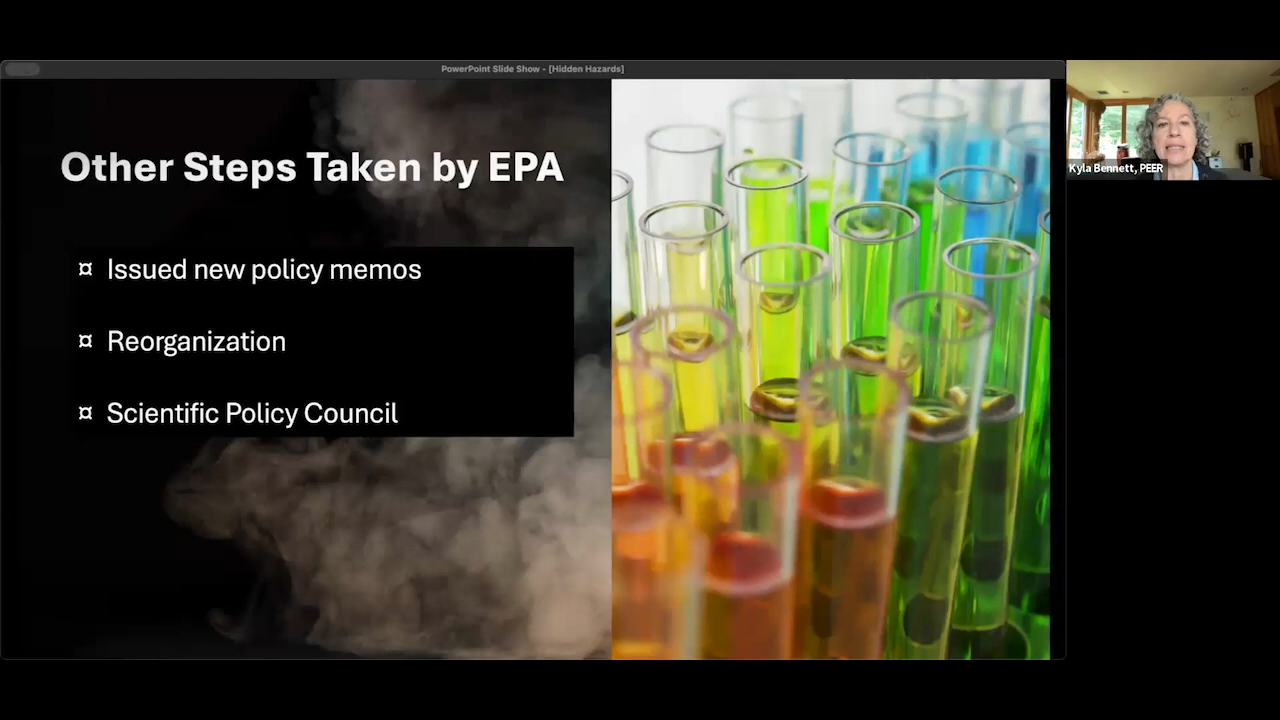 PowerPoint Slide Show - [Hidden Hazards]
Other Steps Taken by EPA
¤ Issued new policy memos
¤ Reorganization
¤ Scientific Policy Council
Kyla Bennett, PEER